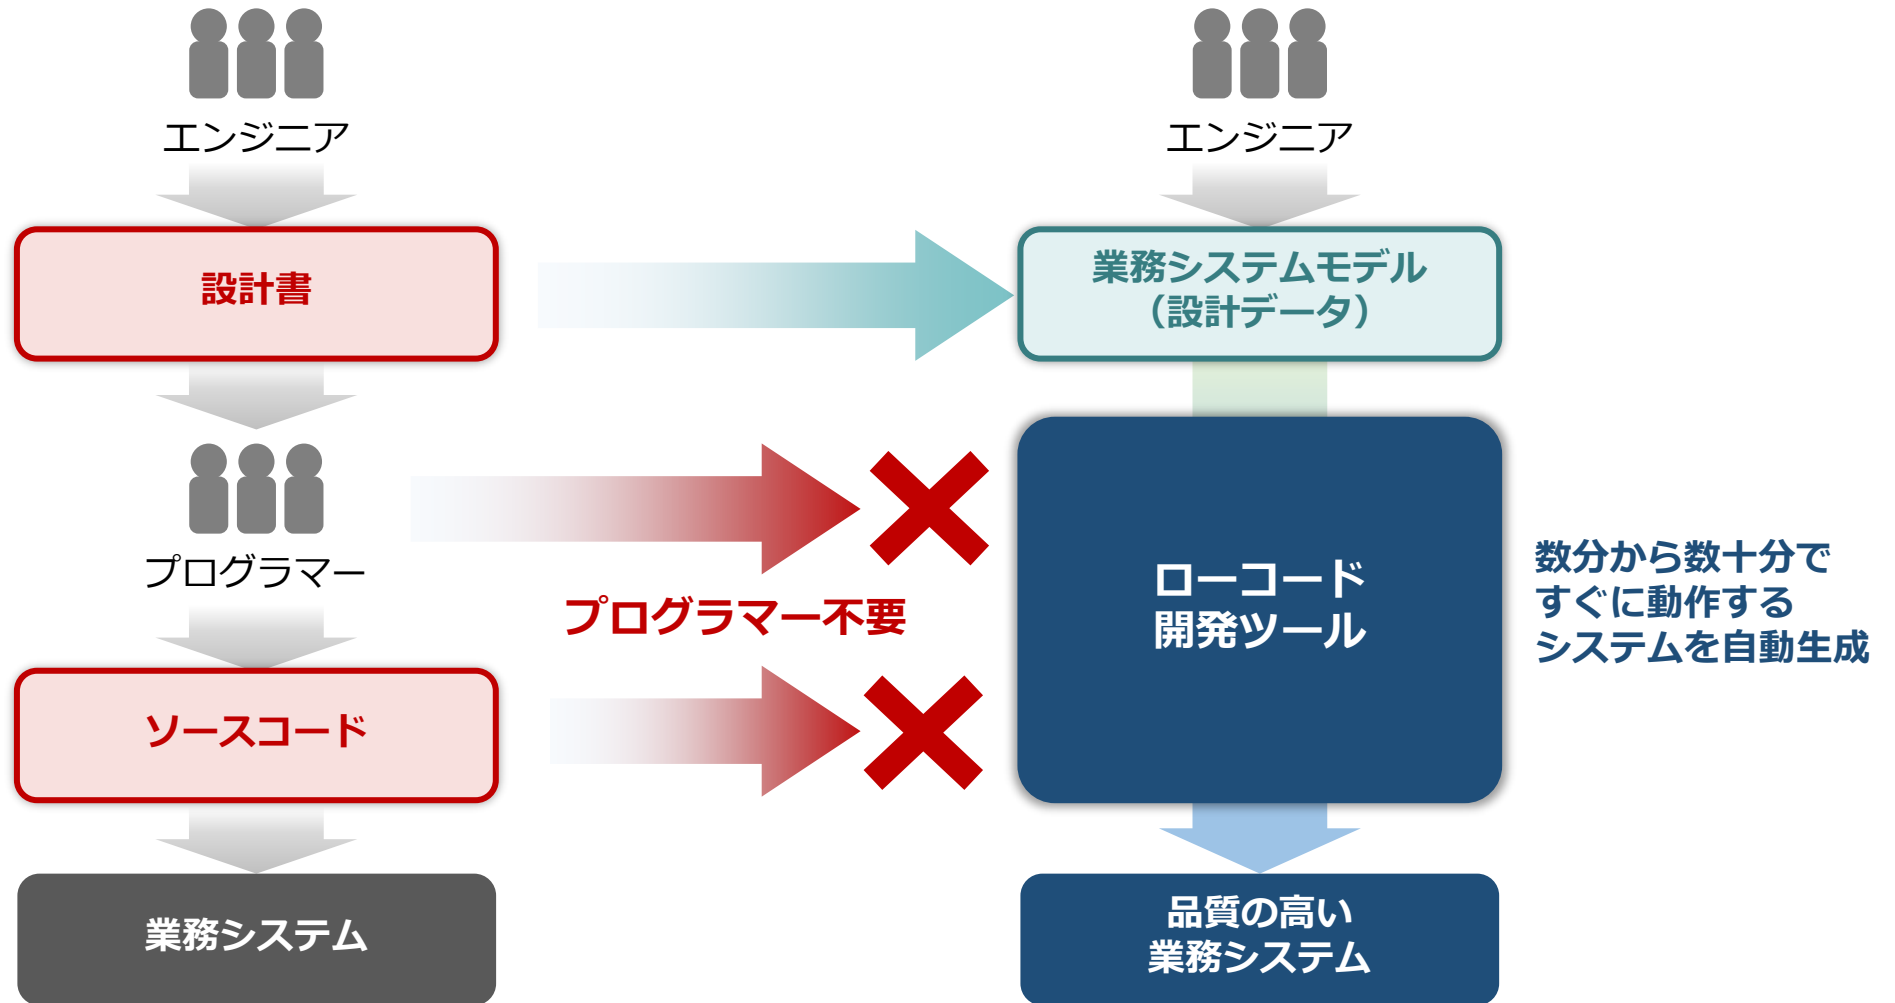 エンジニア
エンジニア
設計書
業務システムモデル
（設計データ）
プログラマー
プログラマー不要
ローコード
開発ツール
数分から数十分で
すぐに動作する
システムを自動生成
ソースコード
業務システム
品質の高い
業務システム